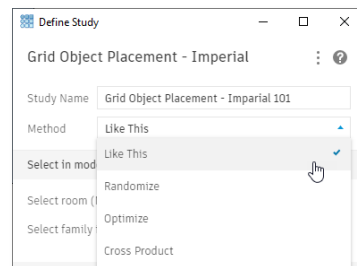 Define Study
Grid Object Placement - Imperial
Study Name Grid Object Placement - Imparial 101
Method Like This
Like This
Select in mod
Randomize
Select room (
Optimize
Select family
Cross Product